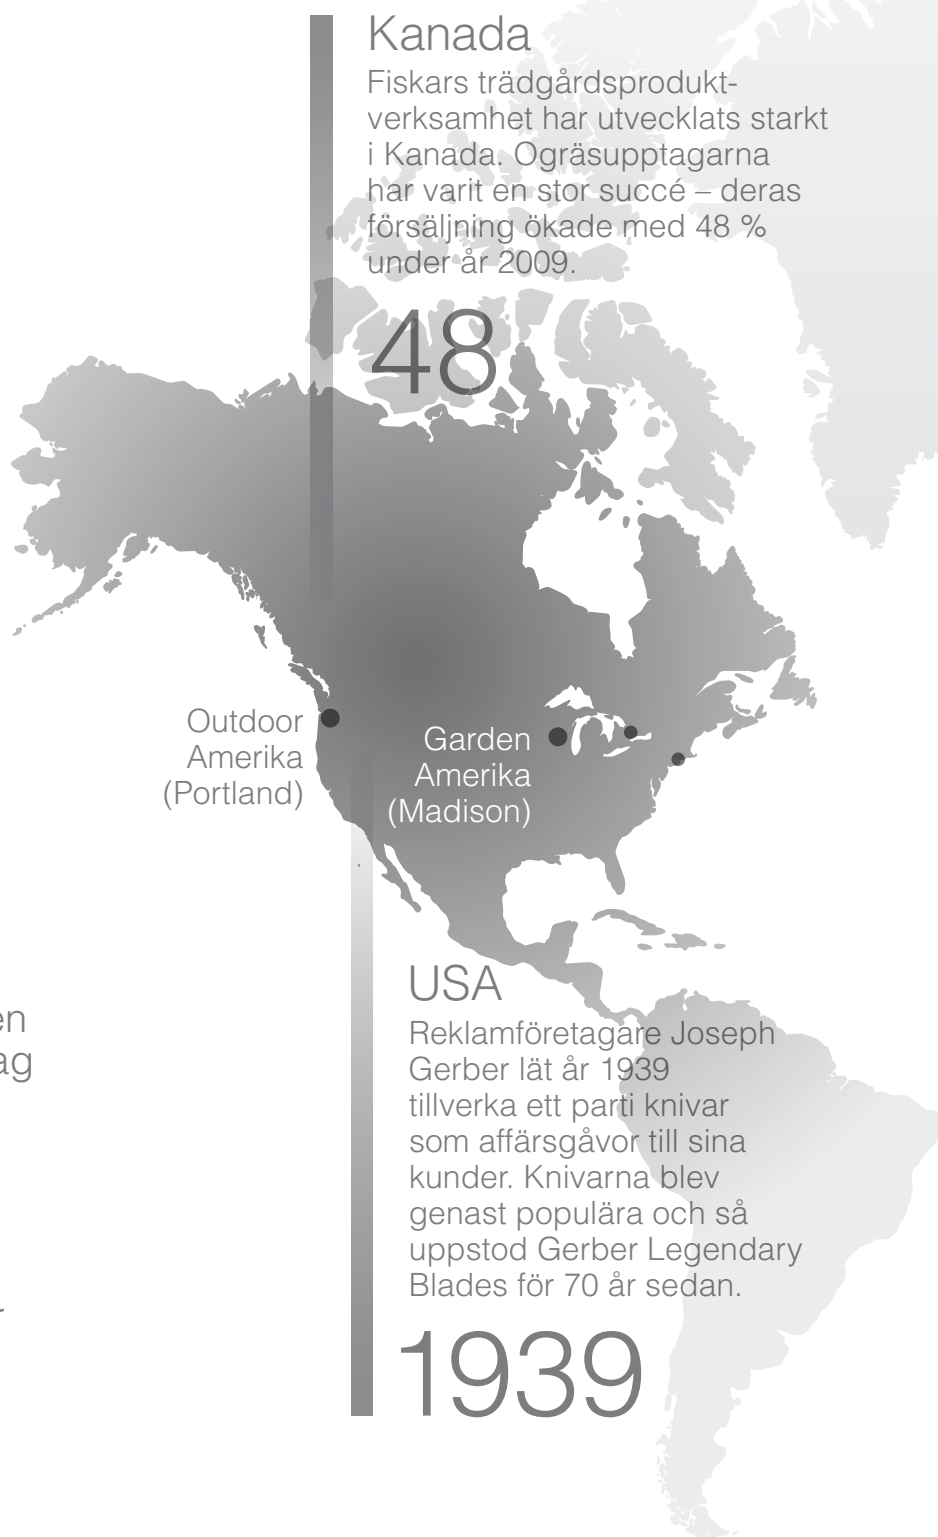 Kanada
Fiskars trädgårdsprodukt-
verksamhet har utvecklats starkt
i Kanada. Ogräsupptagarna
har varit en stor succé – deras
försäljning ökade med 48 %
under år 2009.
48
Outdoor
Amerika
(Portland)
Garden
Amerika
(Madison)
en
ag
USA
Reklamföretagare Joseph
Gerber lät år 1939
tillverka ett parti knivar
som affärsgåvor till sina
kunder. Knivarna blev
genast populära och så
uppstod Gerber Legendary
Blades för 70 år sedan.
1939